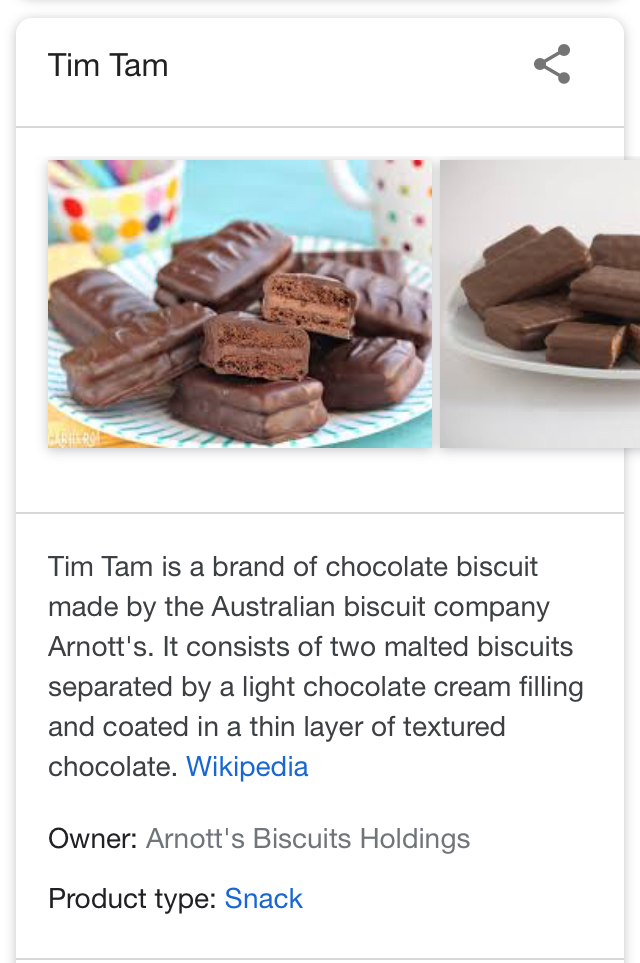 Tim Tam
Tim Tam is a brand of chocolate biscuit
made by the Australian biscuit company
Arnott's. It consists of two malted biscuits
separated by a light chocolate cream filling
and coated in a thin layer of textured
chocolate. Wikipedia
Owner: Arnott's Biscuits Holdings
Product type: Snack